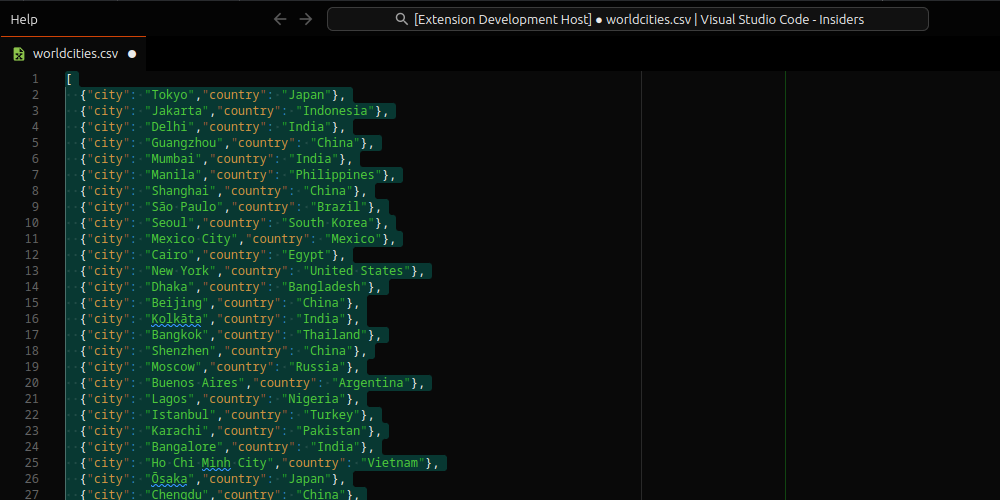 Help
[Extension Development Host] ● worldcities.csv | Visual Studio Code - Insiders
worldcities.csv ●
1 [
2 {"city": "Tokyo","country": "Japan"},
3 {"city": "Jakarta","country": "Indonesia"},
4 {"city": "Delhi","country": "India"},
5 {"city": "Guangzhou","country": "China"},
6 {"city": "Mumbai","country": "India"},
7 {"city": "Manila","country": "Philippines"},
8 {"city": "Shanghai","country": "China"},
9 {"city": "São Paulo","country": "Brazil"},
10 {"city": "Seoul","country": "South Korea"},
11 {"city": "Mexico City","country": "Mexico"},
12 {"city": "Cairo","country": "Egypt"},
13 {"city": "New York","country": "United States"},
14 {"city": "Dhaka","country": "Bangladesh"},
15 {"city": "Beijing","country": "China"},
16 {"city": "Kolkāta","country": "India"},
17 {"city": "Bangkok","country": "Thailand"},
18 {"city": "Shenzhen","country": "China"},
19 {"city": "Moscow","country": "Russia"},
20 {"city": "Buenos Aires","country": "Argentina"},
21 {"city": "Lagos","country": "Nigeria"},
22 {"city": "Istanbul","country": "Turkey"},
23 {"city": "Karachi","country": "Pakistan"},
24 {"city": "Bangalore","country": "India"},
25 {"city": "Ho Chi Minh City","country": "Vietnam"},
26 {"city": "Ōsaka","country": "Japan"},
27 {"city": "Chengdu","country": "China"},